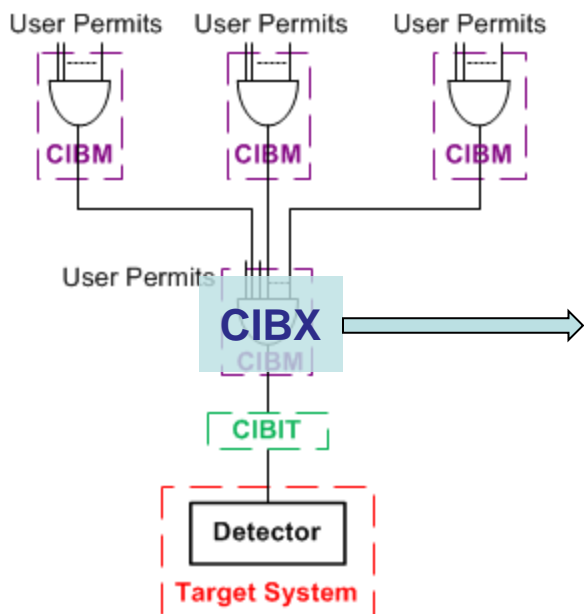 User Permits User Permits User Permits
CIBM CIBM CIBM
User Permits
CIBX
CIBM
CIBIT
Detector
Target System